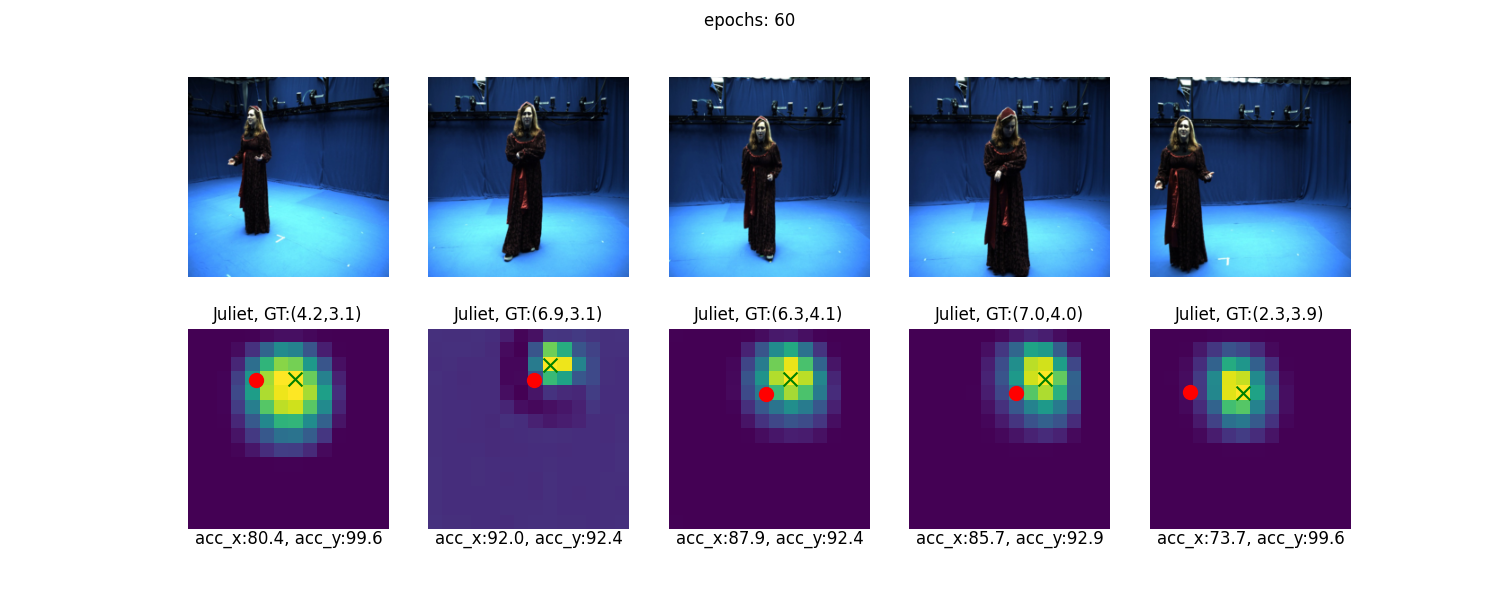 epochs: 60
Juliet, GT:(4.2,3.1)
Juliet, GT:(6.9,3.1)
Juliet, GT:(6.3,4.1)
Juliet, GT:(7.0,4.0)
Juliet, GT:(2.3,3.9)
acc_x:80.4, acc_y:99.6
acc_x:92.0, acc_y:92.4
acc_x:87.9, acc_y:92.4
acc_x:85.7, acc_y:92.9
acc_x:73.7, acc_y:99.6